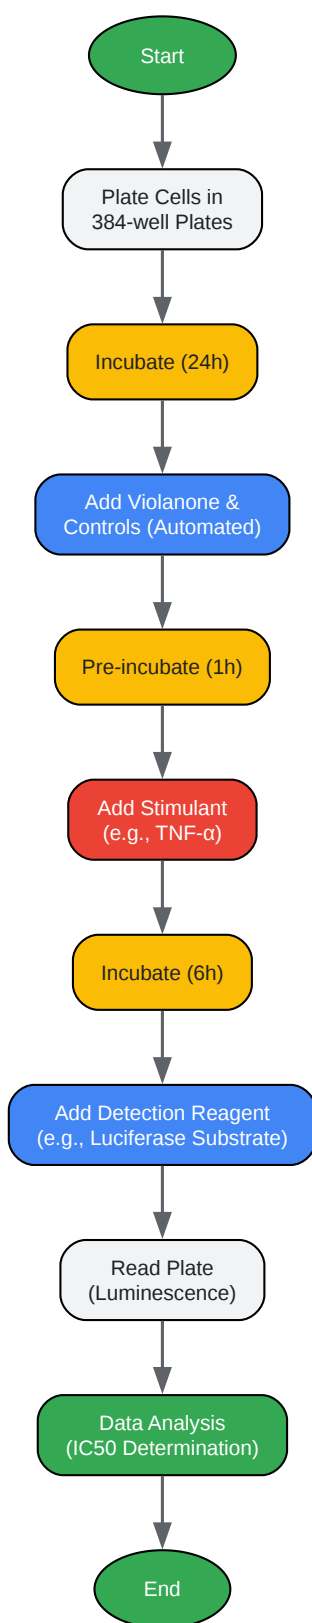 Start
Plate Cells in
384-well Plates
Incubate (24h)
Add Violanone &
Controls (Automated)
Pre-incubate (1h)
Add Stimulant
(e.g., TNF-α)
Incubate (6h)
Add Detection Reagent
(e.g., Luciferase Substrate)
Read Plate
(Luminescence)
Data Analysis
(IC50 Determination)
End